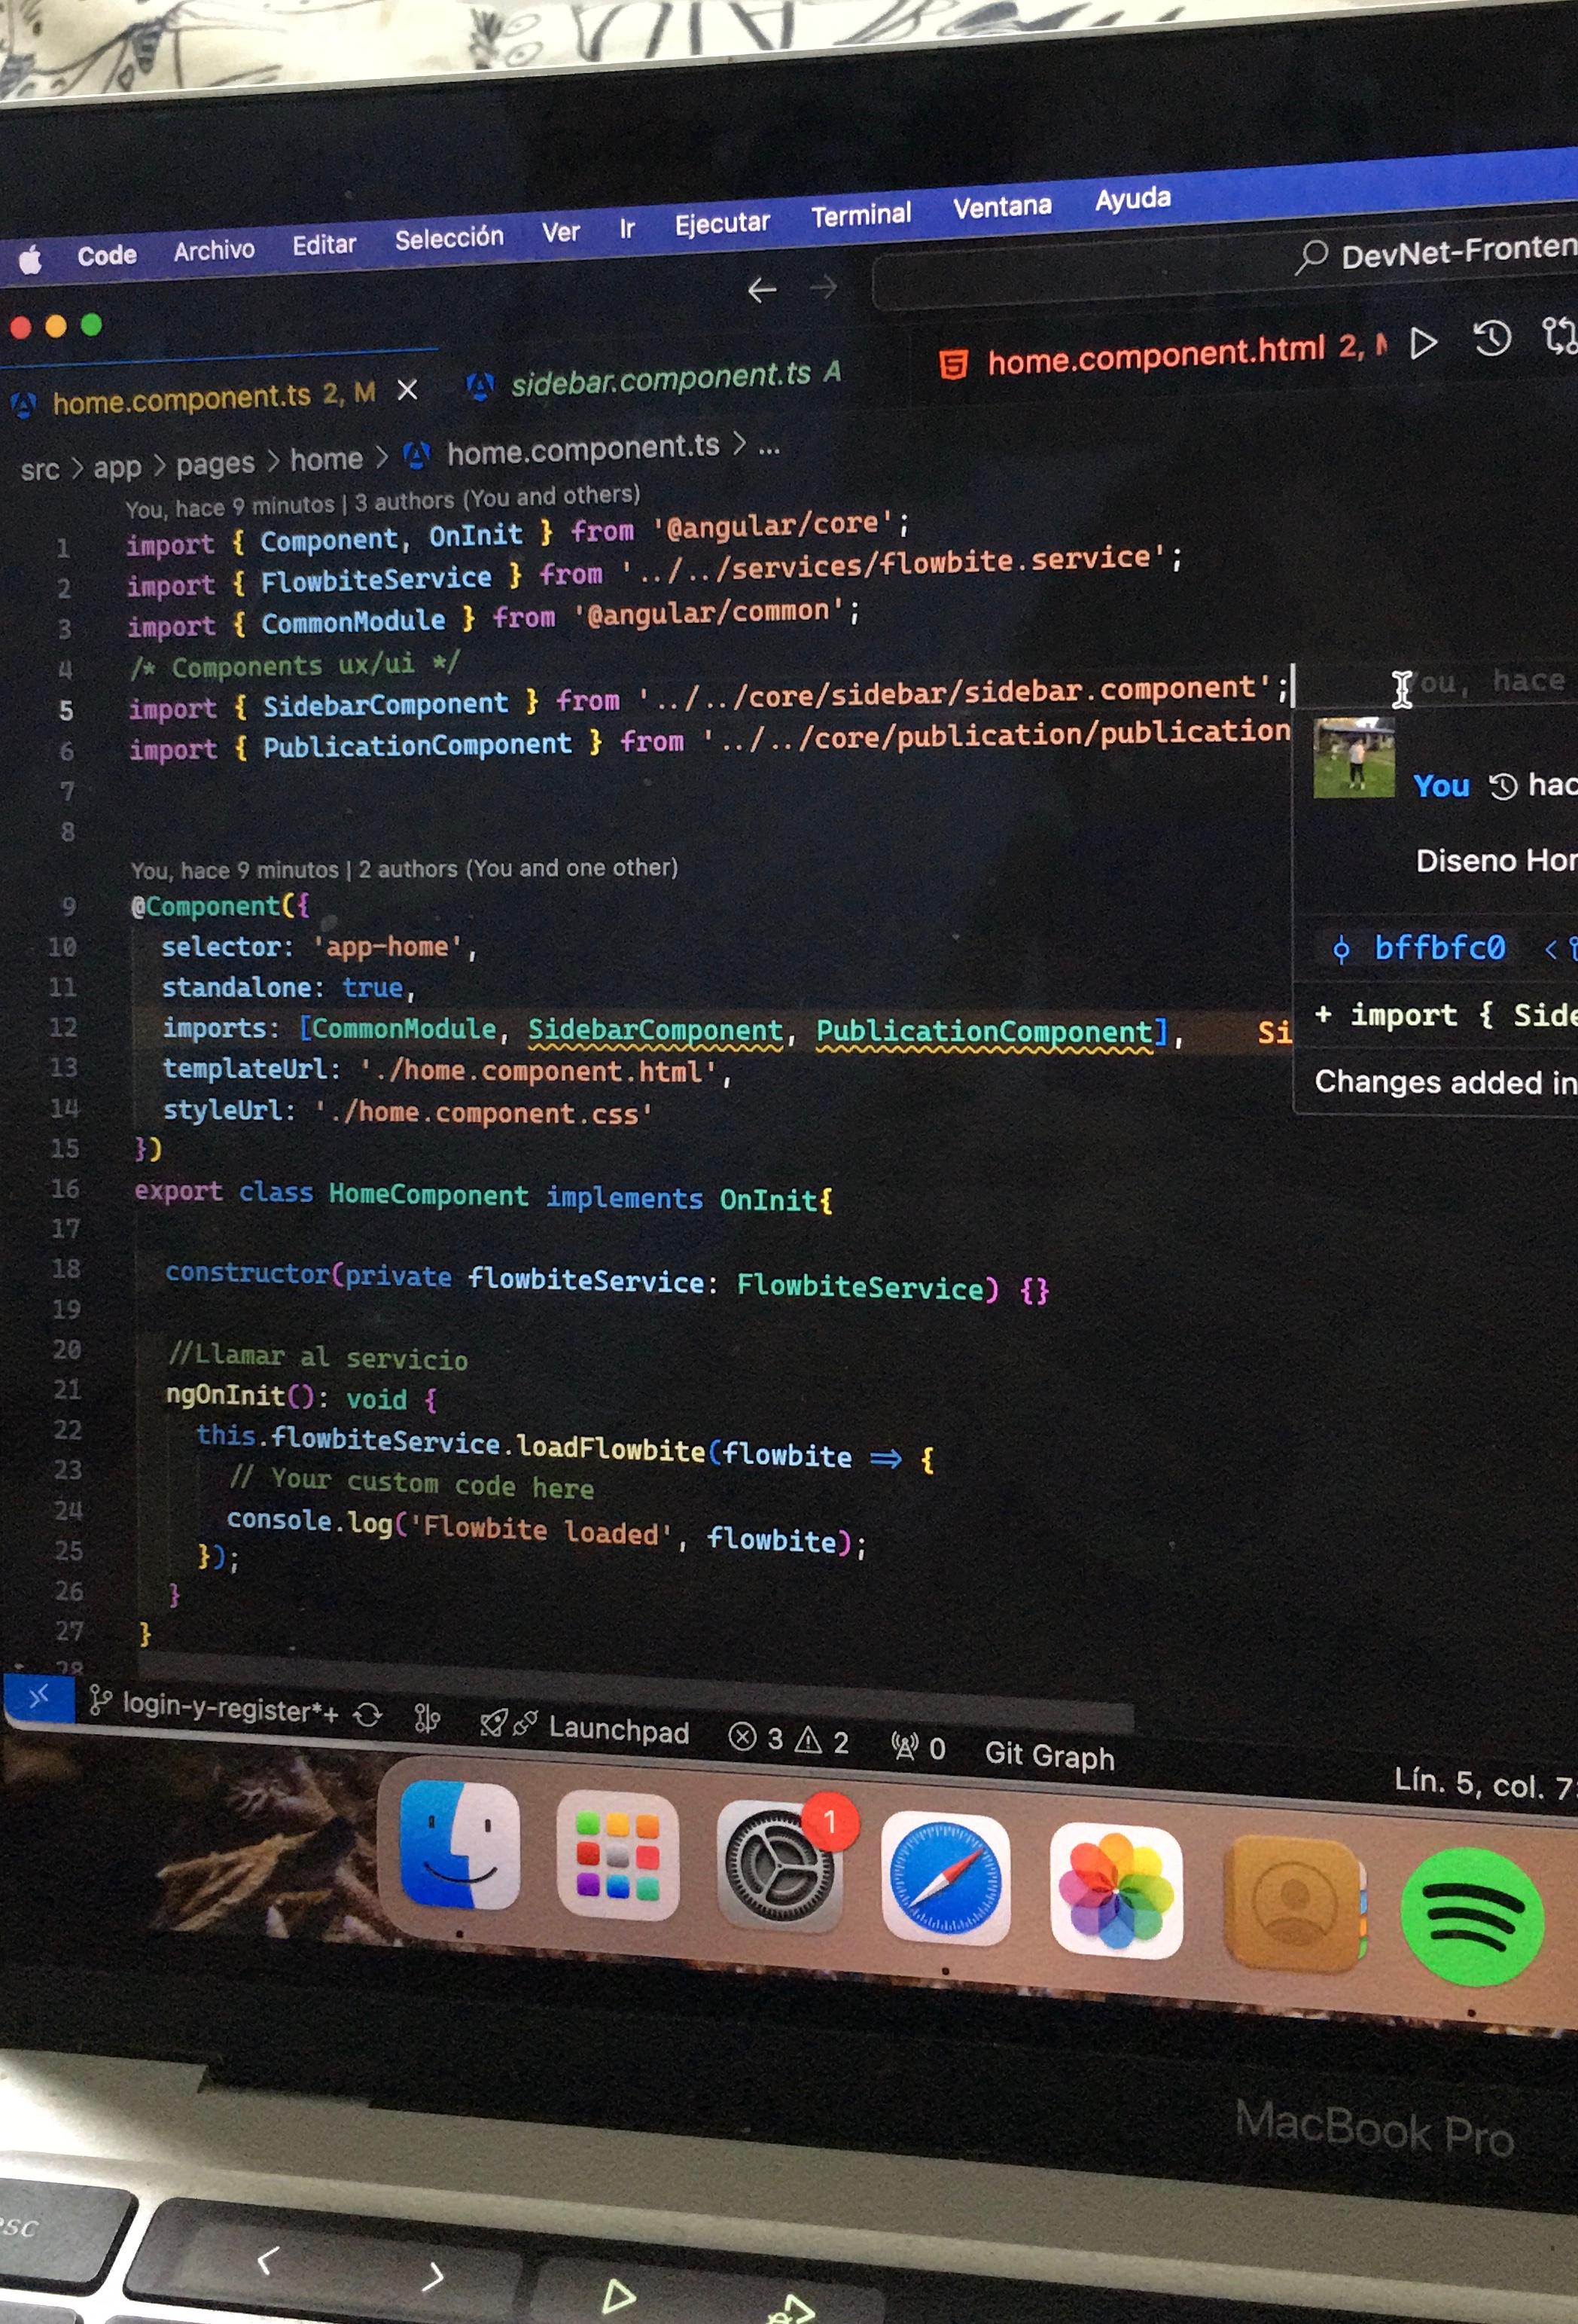 Code Archivo Editar Selección Ver Ir Ejecutar Terminal Ventana Ayuda
DevNet-Fronten
home.component.ts 2, M sidebar.component.ts A home.component.html 2,
src > app > pages > home > home.component.ts > ...
You, hace 9 minutos | 3 authors (You and others)
1 import { Component, OnInit } from '@angular/core';
2 import { FlowbiteService } from '../../services/flowbite.service';
3 import { CommonModule } from '@angular/common';
4 /* Components ux/ui */
5 import { SidebarComponent } from '../../core/sidebar/sidebar.component'; ou, hace
6 import { PublicationComponent } from '../../core/publication/publication
7
8
You hac
Diseno Hor
bffbfc0
+ import { Side
Changes added in
You, hace 9 minutos | 2 authors (You and one other)
9 @Component({
10 selector: 'app-home',
11 standalone: true,
12 imports: [CommonModule, SidebarComponent, PublicationComponent], Si
13 templateUrl: './home.component.html',
14 styleUrl: './home.component.css'
15 })
16 export class HomeComponent implements OnInit{
17
18 constructor(private flowbiteService: FlowbiteService) {}
19
20 //Llamar al servicio
21 ngOnInit(): void {
22 this.flowbiteService.loadFlowbite(flowbite => {
23 // Your custom code here
24 console.log('Flowbite loaded', flowbite);
25 });
26 }
27 }
28
login-y-register*+ Launchpad 3 2 0 Git Graph Lín. 5, col. 7
1
MacBook Pro
esc